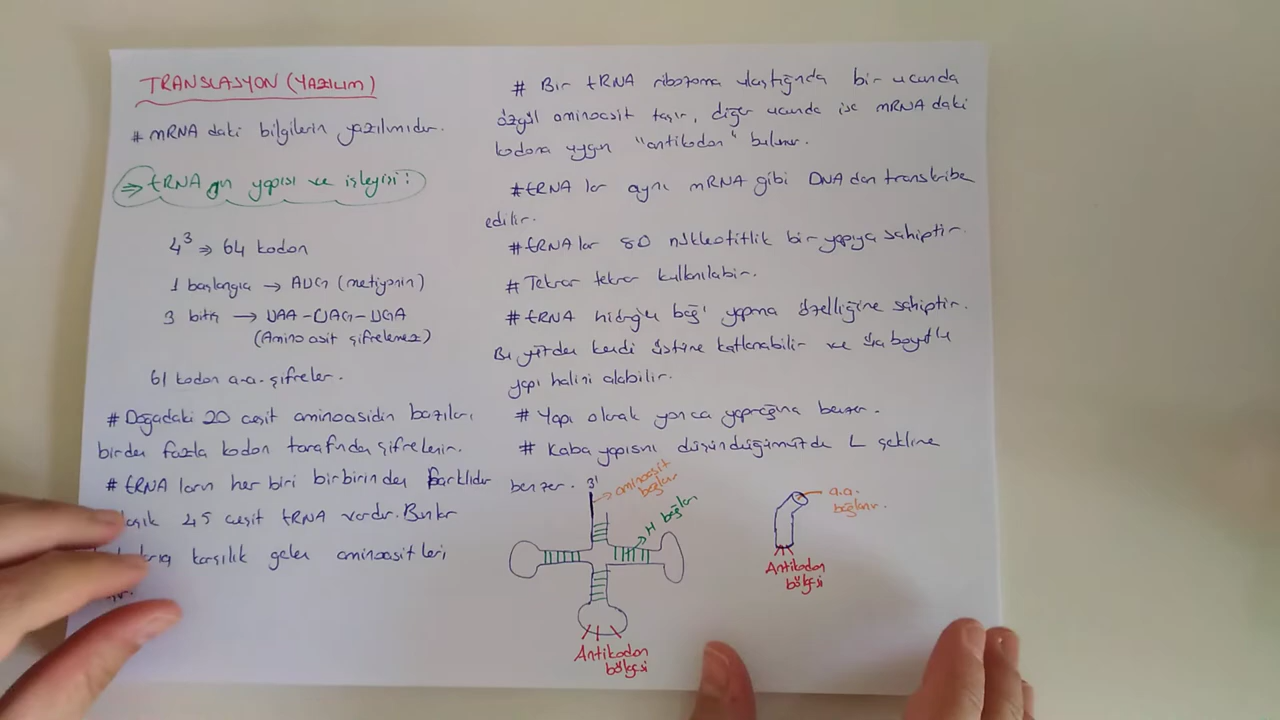 TRANSLASYON (YAZILIM)
# mRNA daki bilgilerin yazılımıdır.
⇒ tRNA nın yapısı ve işleyişi:
4³ ⇒ 64 kodon
1 başlangıç → AUG (metiyonin)
3 bitiş → UAA - UAG - UGA
(Amino asit şifrelemez)
61 kodon a.a. şifreler.
# Doğadaki 20 çeşit aminoasidin bazıları
birden fazla kodon tarafından şifrelenir.
# tRNA ların her biri birbirinden farklıdır
45 çeşit tRNA vardır. Bunlar
karşılık gelen aminoasitleri
# Bir tRNA ribozoma ulaştığında bir ucunda
özgül aminoasit taşır, diğer ucunda ise mRNA daki
kodona uygun "antikodon" bulunur.
# tRNA lar aynı mRNA gibi DNA dan transkribe
edilir.
# tRNA lar 80 nükleotitlik bir yapıya sahiptir.
# Tekrar tekrar kullanılabilir.
# tRNA hidrojen bağı yapma özelliğine sahiptir.
Bu yüzden kendi üstüne katlanabilir ve üç boyutlu
yapı halini alabilir.
# Yapı olarak yonca yaprağına benzer.
# Kaba yapısını düşündüğümüzde L şekline
benzer.
3'
aminoasit
bağlanır
H bağları
Antikodon
bölgesi
a.a.
bağlanır.
Antikodon
bölgesi